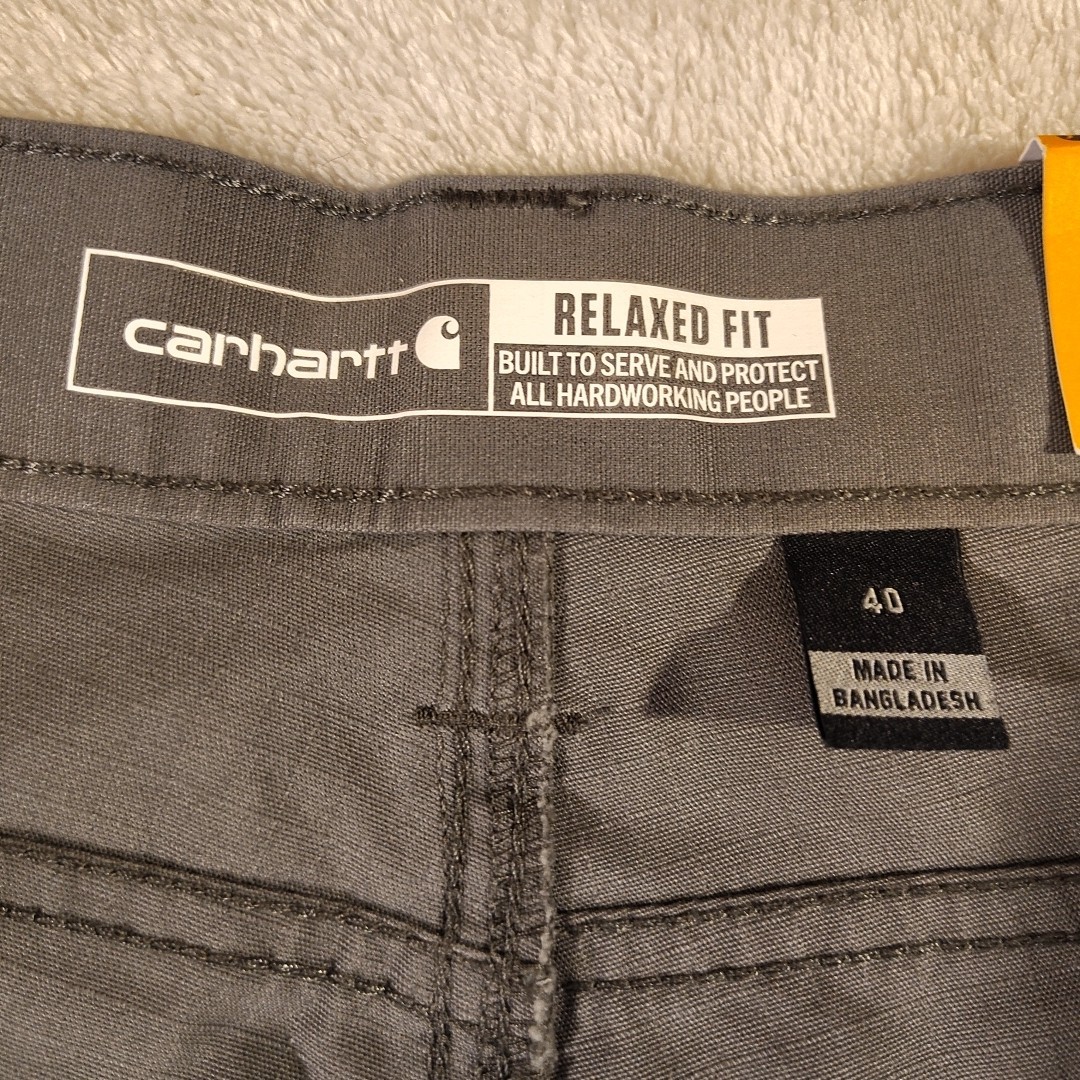 carhartt
RELAXED FIT
BUILT TO SERVE AND PROTECT
ALL HARDWORKING PEOPLE
40
MADE IN
BANGLADESH